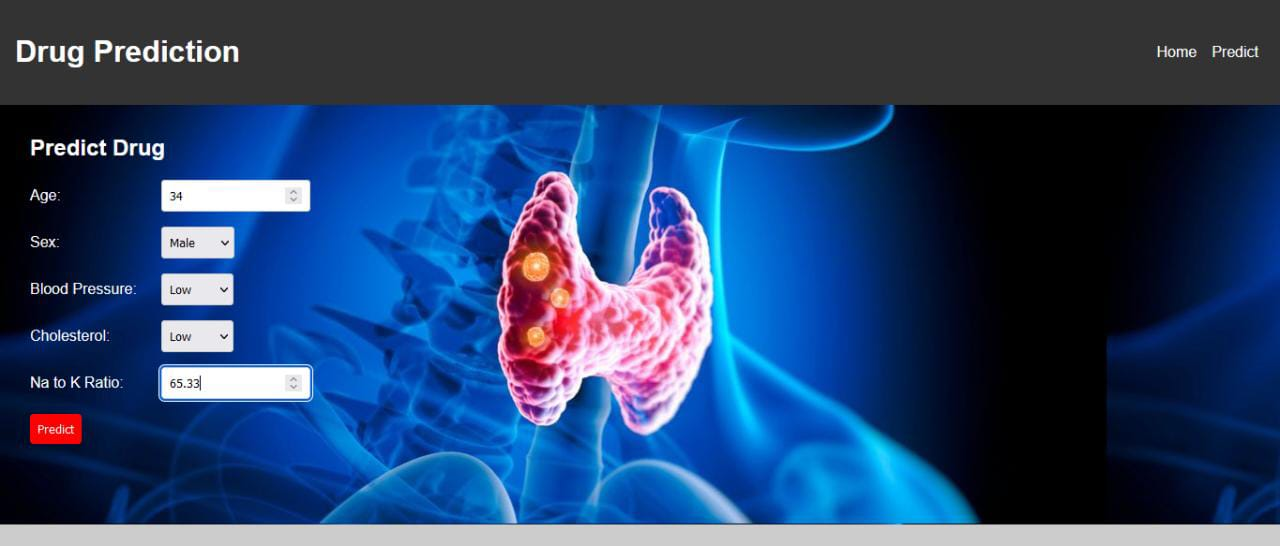 Drug Prediction
Home Predict
Predict Drug
Age: 34
Sex: Male
Blood Pressure: Low
Cholesterol: Low
Na to K Ratio: 65.33
Predict